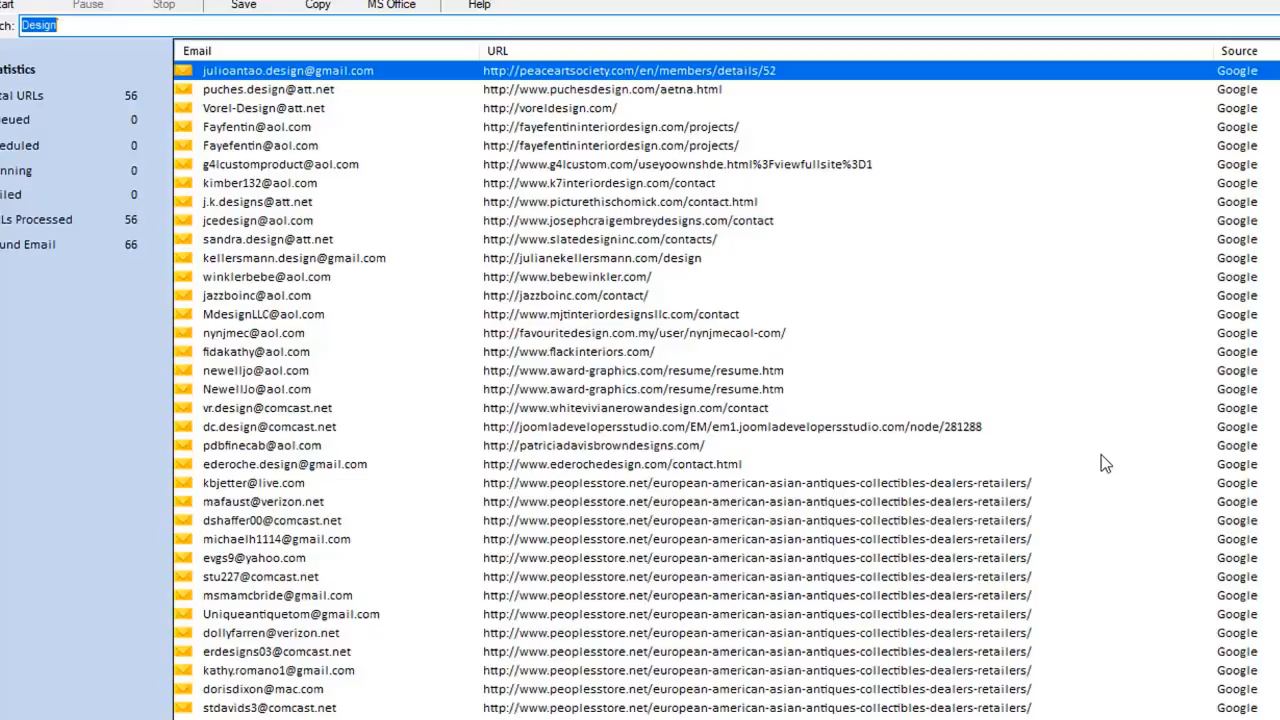 tart Pause Stop Save Copy MS Office Help
ch: Design
Email URL Source
atistics
tal URLs 56
ueued 0
eduled 0
nning 0
iled 0
Ls Processed 56
und Email 66
julioantao.design@gmail.com http://peaceartsociety.com/en/members/details/52 Google
puches.design@att.net http://www.puchesdesign.com/aetna.html Google
Vorel-Design@att.net http://voreldesign.com/ Google
Fayfentin@aol.com http://fayefentininteriordesign.com/projects/ Google
Fayefentin@aol.com http://fayefentininteriordesign.com/projects/ Google
g4lcustomproduct@aol.com http://www.g4lcustom.com/useyoownshde.html%3Fviewfullsite%3D1 Google
kimber132@aol.com http://www.k7interiordesign.com/contact Google
j.k.designs@att.net http://www.picturethischomick.com/contact.html Google
jcedesign@aol.com http://www.josephcraigembreydesigns.com/contact Google
sandra.design@att.net http://www.slatedesigninc.com/contacts/ Google
kellersmann.design@gmail.com http://julianekellersmann.com/design Google
winklerbebe@aol.com http://www.bebewinkler.com/ Google
jazzboinc@aol.com http://jazzboinc.com/contact/ Google
MdesignLLC@aol.com http://www.mjtinteriordesignsllc.com/contact Google
nynjmec@aol.com http://favouritedesign.com.my/user/nynjmecaol-com/ Google
fidakathy@aol.com http://www.flackinteriors.com/ Google
newelljo@aol.com http://www.award-graphics.com/resume/resume.htm Google
NewellJo@aol.com http://www.award-graphics.com/resume/resume.htm Google
vr.design@comcast.net http://www.whitevivianerowandesign.com/contact Google
dc.design@comcast.net http://joomladevelopersstudio.com/EM/em1.joomladevelopersstudio.com/node/281288 Google
pdbfinecab@aol.com http://patriciadavisbrowndesigns.com/ Google
ederoche.design@gmail.com http://www.ederochedesign.com/contact.html Google
kbjetter@live.com http://www.peoplesstore.net/european-american-asian-antiques-collectibles-dealers-retailers/ Google
mafaust@verizon.net http://www.peoplesstore.net/european-american-asian-antiques-collectibles-dealers-retailers/ Google
dshaffer00@comcast.net http://www.peoplesstore.net/european-american-asian-antiques-collectibles-dealers-retailers/ Google
michaelh1114@gmail.com http://www.peoplesstore.net/european-american-asian-antiques-collectibles-dealers-retailers/ Google
evgs9@yahoo.com http://www.peoplesstore.net/european-american-asian-antiques-collectibles-dealers-retailers/ Google
stu227@comcast.net http://www.peoplesstore.net/european-american-asian-antiques-collectibles-dealers-retailers/ Google
msmamcbride@gmail.com http://www.peoplesstore.net/european-american-asian-antiques-collectibles-dealers-retailers/ Google
Uniqueantiquetom@gmail.com http://www.peoplesstore.net/european-american-asian-antiques-collectibles-dealers-retailers/ Google
dollyfarren@verizon.net http://www.peoplesstore.net/european-american-asian-antiques-collectibles-dealers-retailers/ Google
erdesigns03@comcast.net http://www.peoplesstore.net/european-american-asian-antiques-collectibles-dealers-retailers/ Google
kathy.romano1@gmail.com http://www.peoplesstore.net/european-american-asian-antiques-collectibles-dealers-retailers/ Google
dorisdixon@mac.com http://www.peoplesstore.net/european-american-asian-antiques-collectibles-dealers-retailers/ Google
stdavids3@comcast.net http://www.peoplesstore.net/european-american-asian-antiques-collectibles-dealers-retailers/ Google